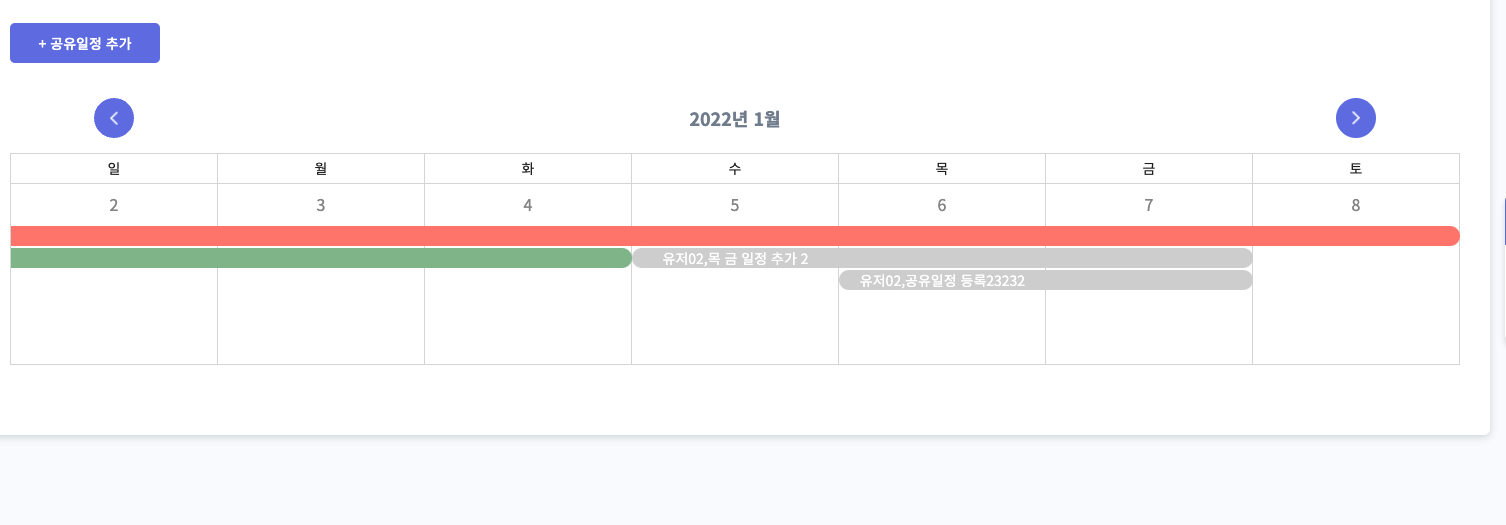 + 공유일정 추가
2022년 1월
일 월 화 수 목 금 토
2 3 4 5 6 7 8
유저02,목 금 일정 추가 2
유저02,공유일정 등록23232